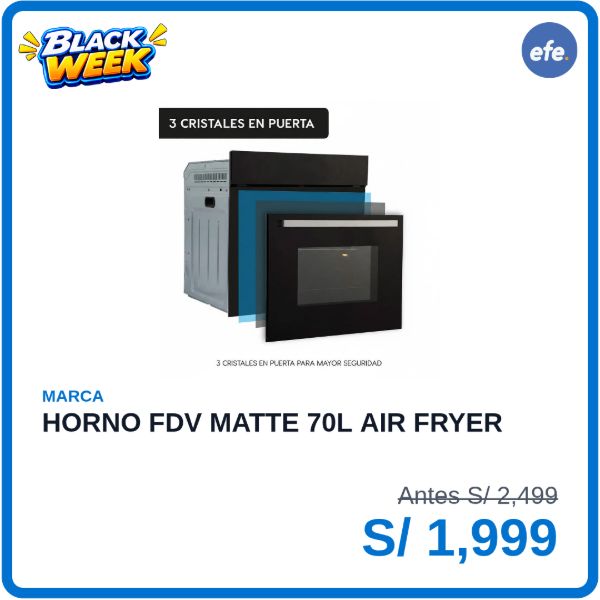 BLACK
WEEK
efe.
3 CRISTALES EN PUERTA
3 CRISTALES EN PUERTA PARA MAYOR SEGURIDAD
MARCA
HORNO FDV MATTE 70L AIR FRYER
Antes S/ 2,499
S/ 1,999